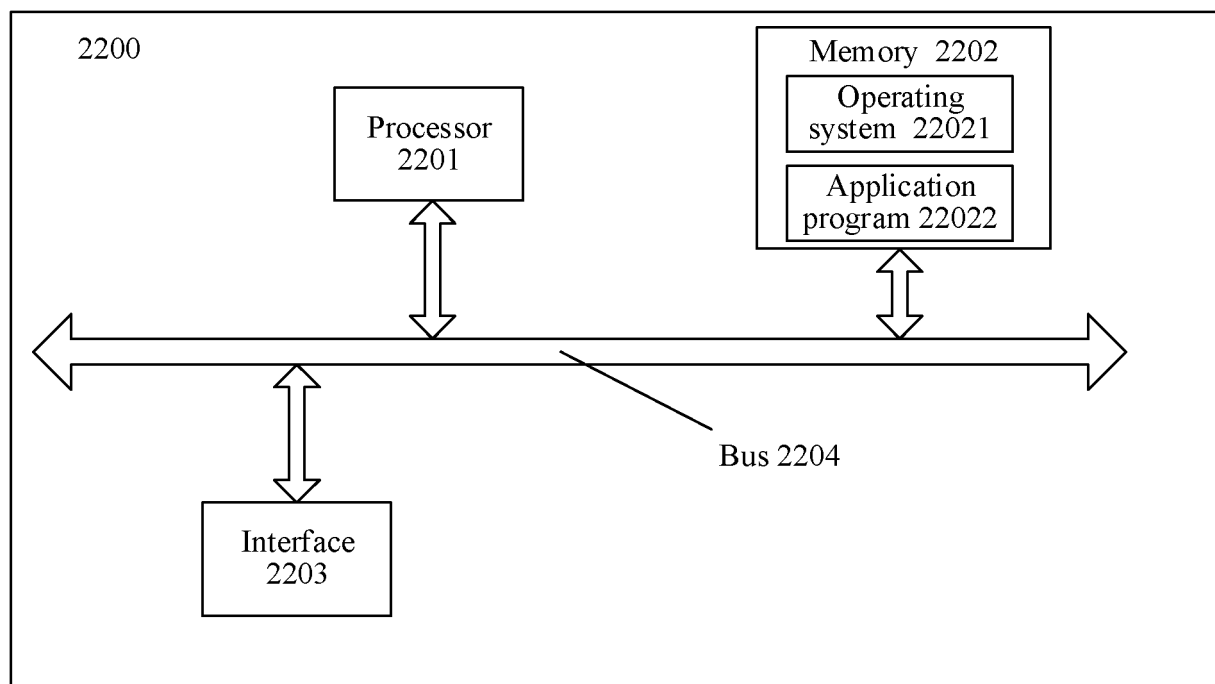 2200
Memory 2202
Operating
system 22021
Application
program 22022
Processor
2201
Bus 2204
Interface
2203